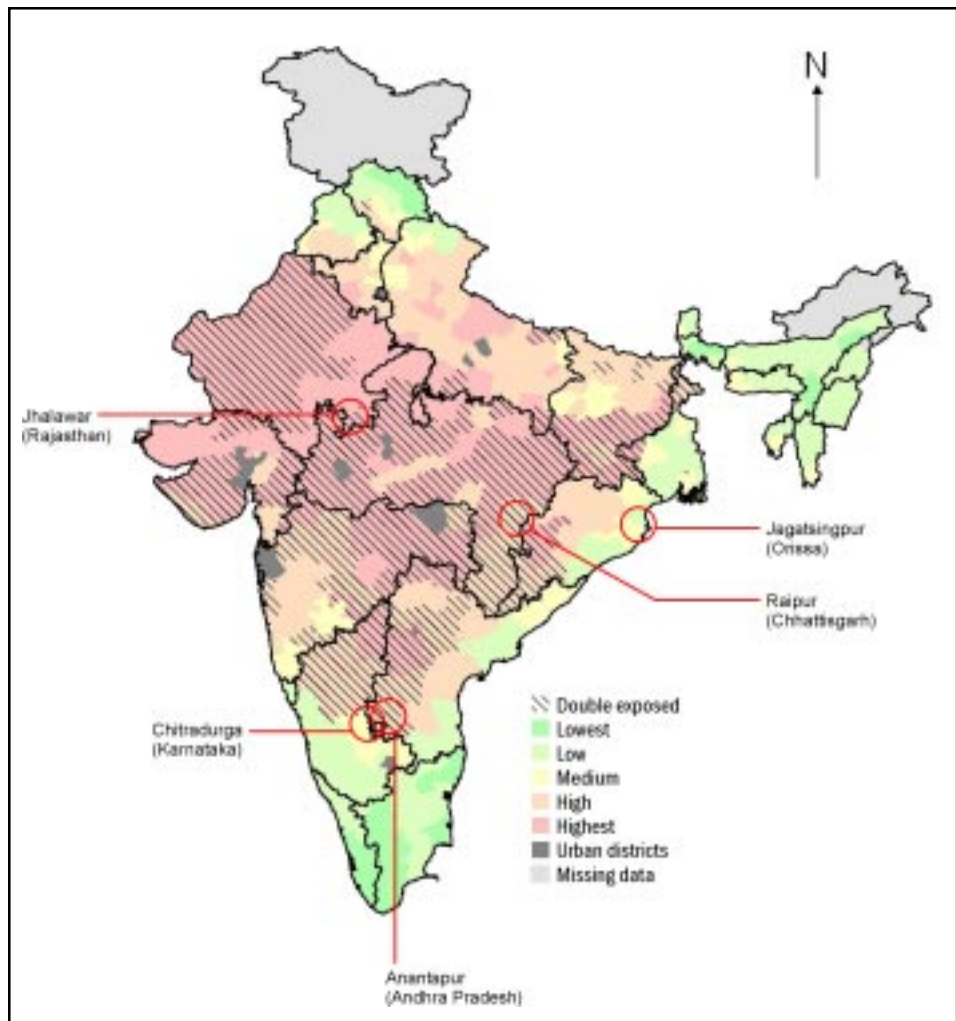 N
Jhalawar
(Rajasthan)
Jagatsingpur
(Orissa)
Raipur
(Chhattisgarh)
Chitradurga
(Karnataka)
Double exposed
Lowest
Low
Medium
High
Highest
Urban districts
Missing data
Anantapur
(Andhra Pradesh)